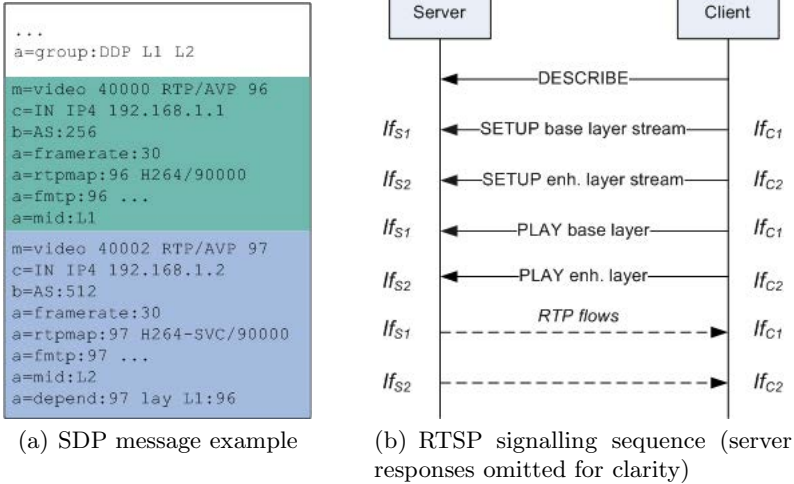 ...
a=group:DDP L1 L2
m=video 40000 RTP/AVP 96
c=IN IP4 192.168.1.1
b=AS:256
a=framerate:30
a=rtpmap:96 H264/90000
a=fmtp:96 ...
a=mid:L1
m=video 40002 RTP/AVP 97
c=IN IP4 192.168.1.2
b=AS:512
a=framerate:30
a=rtpmap:97 H264-SVC/90000
a=fmtp:97 ...
a=mid:L2
a=depend:97 lay L1:96
(a) SDP message example
Server Client
DESCRIBE
IfS1 SETUP base layer stream IfC1
IfS2 SETUP enh. layer stream IfC2
IfS1 PLAY base layer IfC1
IfS2 PLAY enh. layer IfC2
RTP flows
IfS1 IfC1
IfS2 IfC2
(b) RTSP signalling sequence (server
responses omitted for clarity)